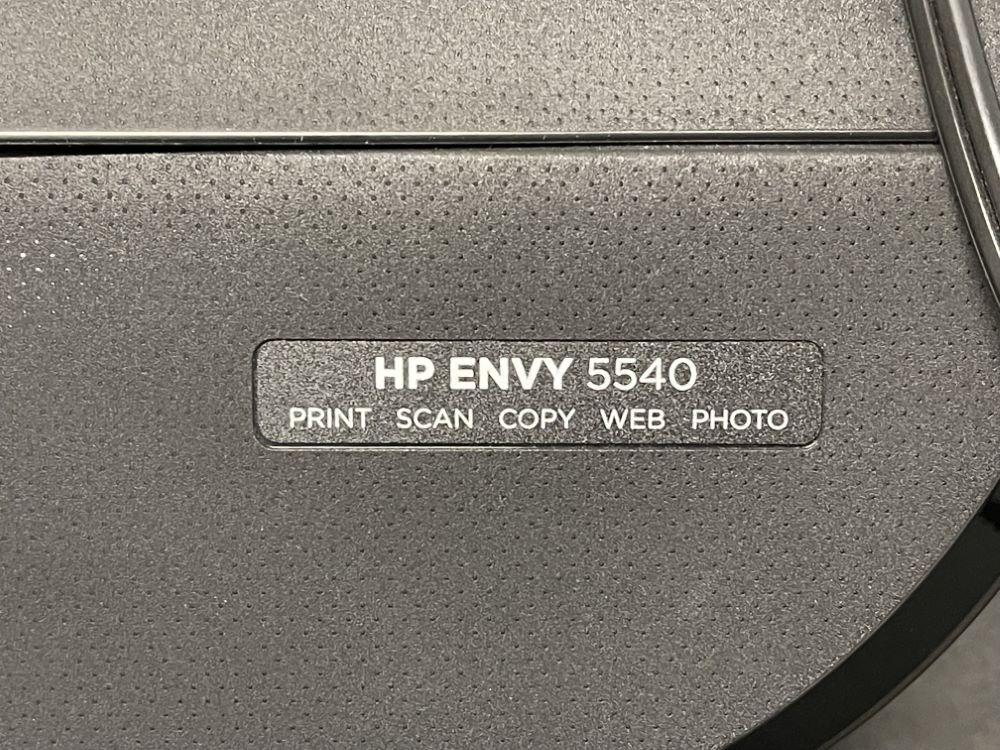 HP ENVY 5540
PRINT SCAN COPY WEB PHOTO